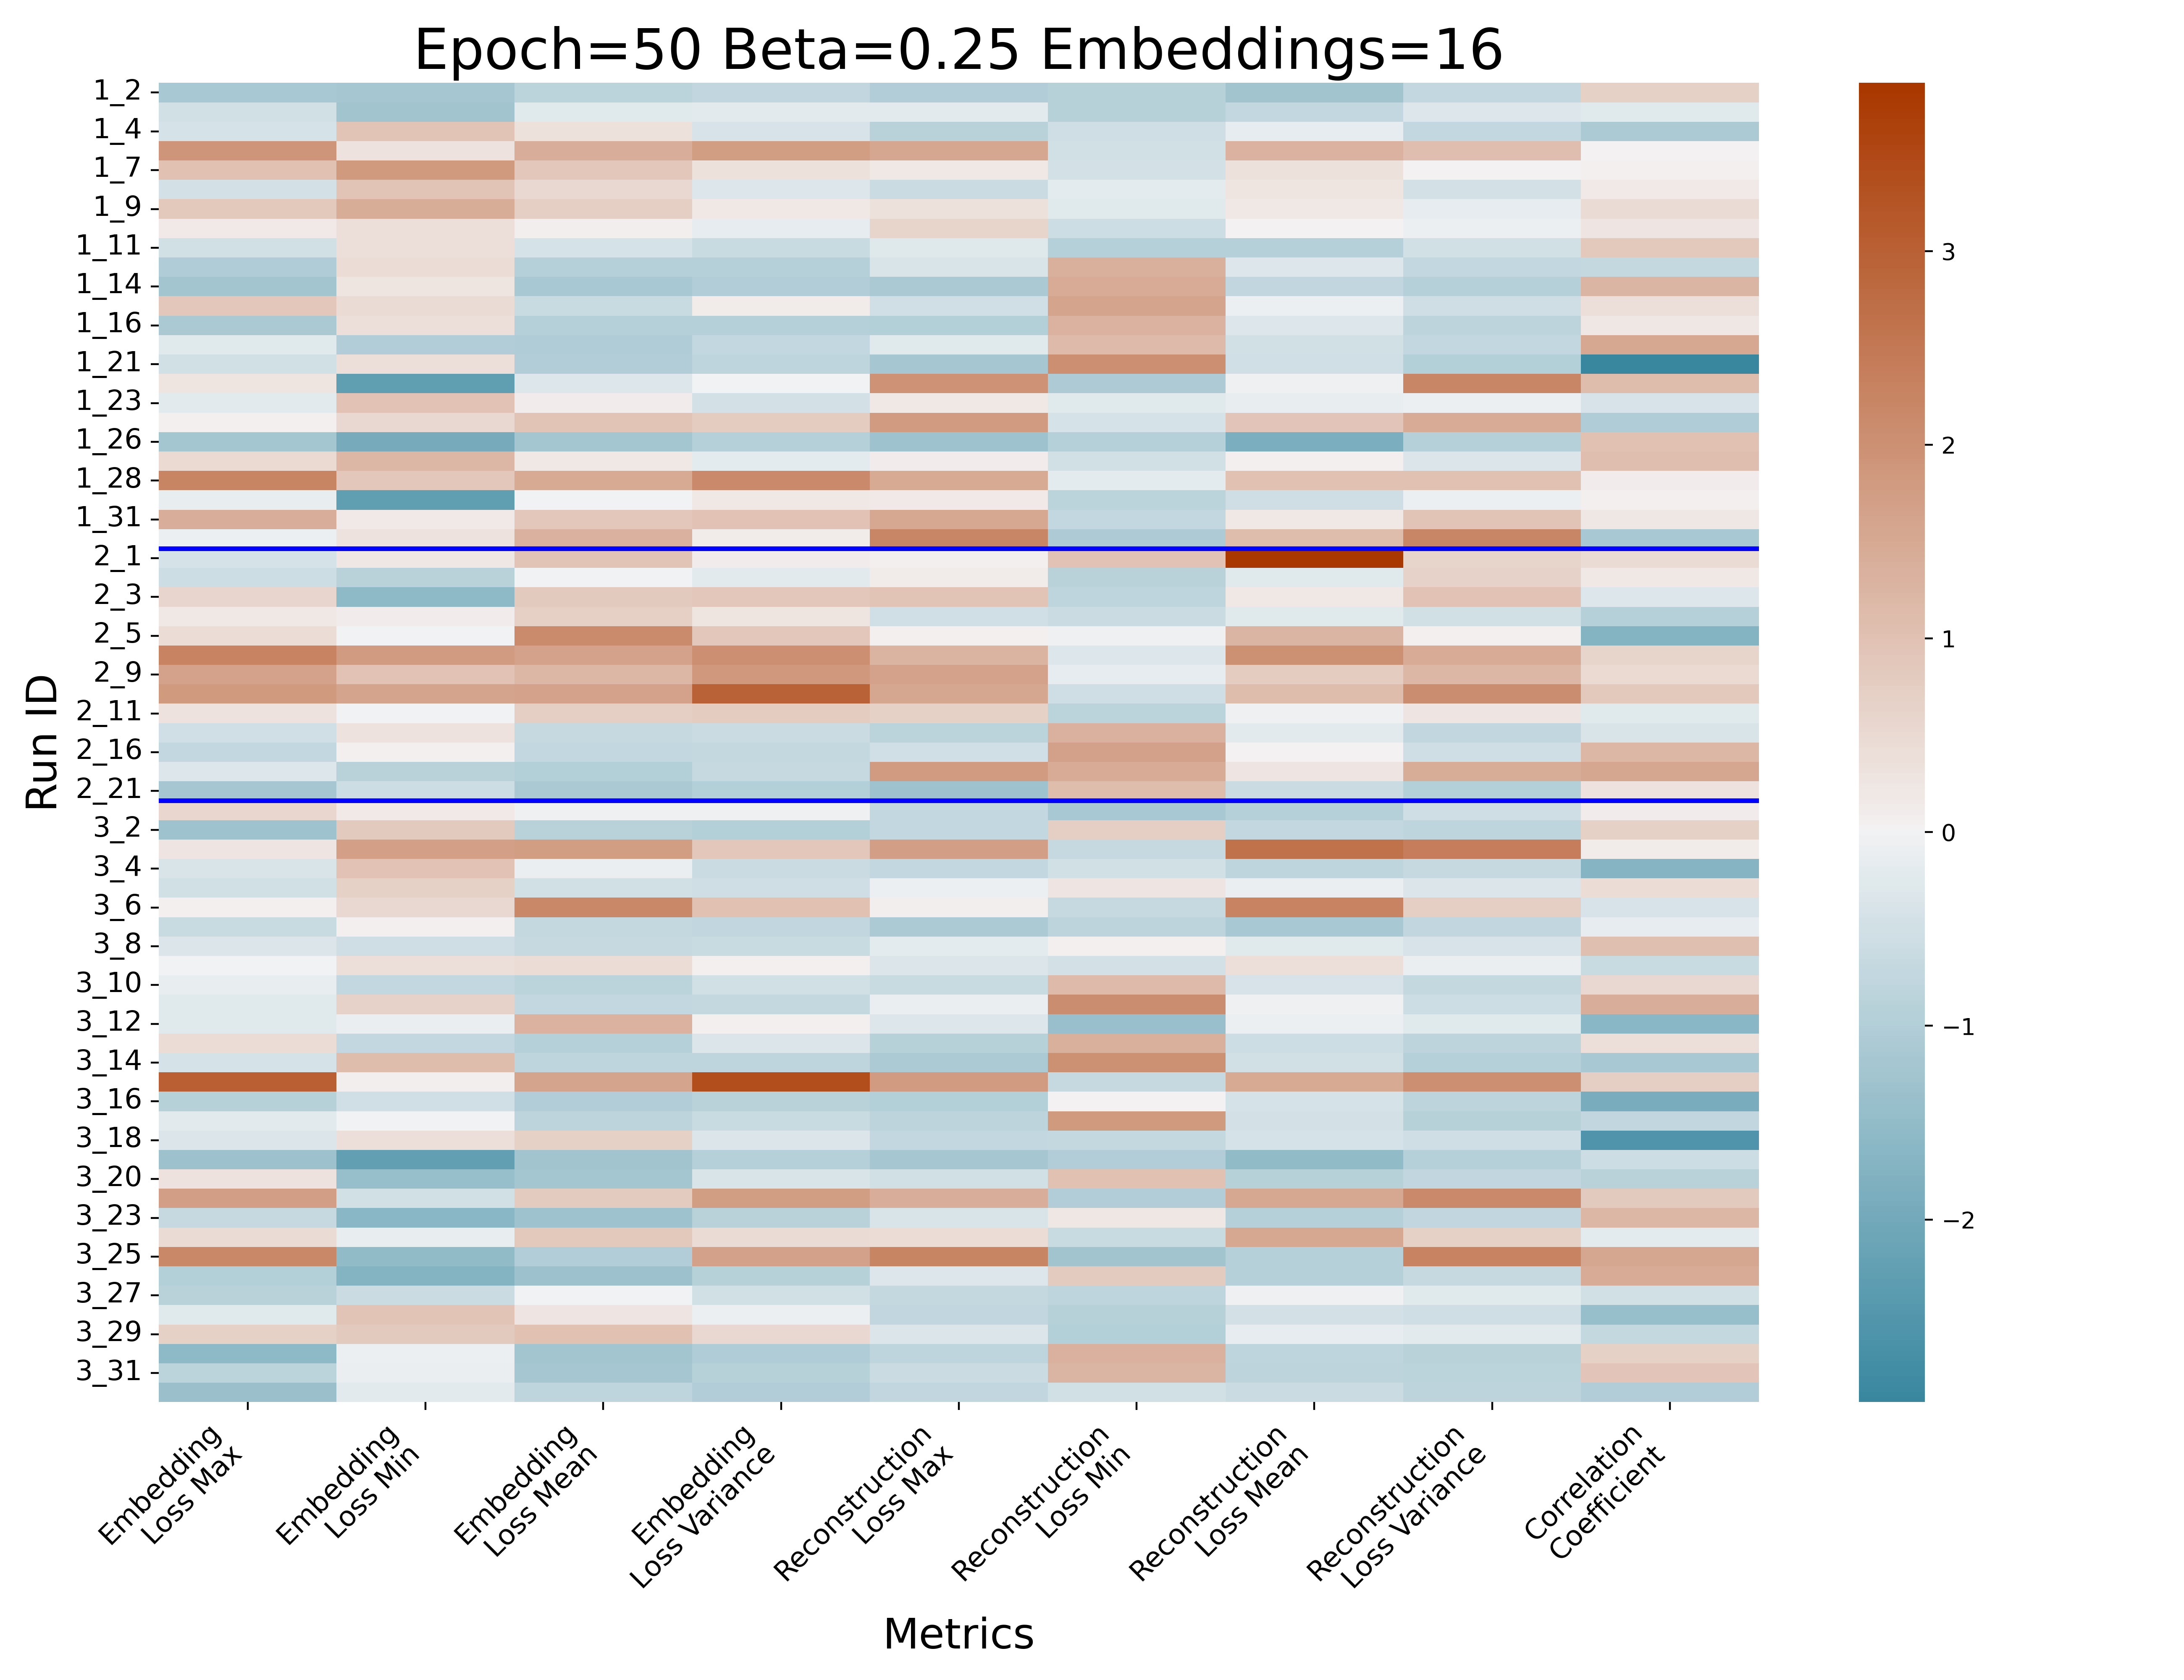 Epoch=50 Beta=0.25 Embeddings=16
Run ID
1_2
1_4
1_7
1_9
1_11
1_14
1_16
1_21
1_23
1_26
1_28
1_31
2_1
2_3
2_5
2_9
2_11
2_16
2_21
3_2
3_4
3_6
3_8
3_10
3_12
3_14
3_16
3_18
3_20
3_23
3_25
3_27
3_29
3_31
3
2
1
0
−1
−2
Embedding
Loss Max
Embedding
Loss Min
Embedding
Loss Mean
Embedding
Loss Variance
Reconstruction
Loss Max
Reconstruction
Loss Min
Reconstruction
Loss Mean
Reconstruction
Loss Variance
Correlation
Coefficient
Metrics